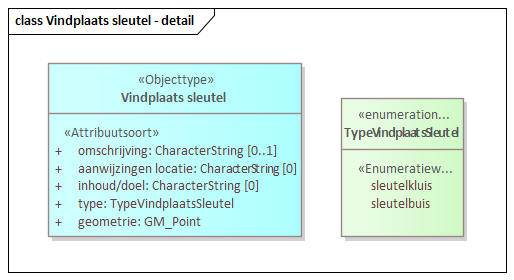 class Vindplaats sleutel - detail
«Objecttype»
Vindplaats sleutel
«Attribuutsoort»
+ omschrijving: CharacterString [0..1]
+ aanwijzingen locatie: CharacterString [0]
+ inhoud/doel: CharacterString [0]
+ type: TypeVindplaatsSleutel
+ geometrie: GM_Point
«enumeration...
TypeVindplaatSleutel
«Enumeratiew...
sleutelkluis
sleutelbuis